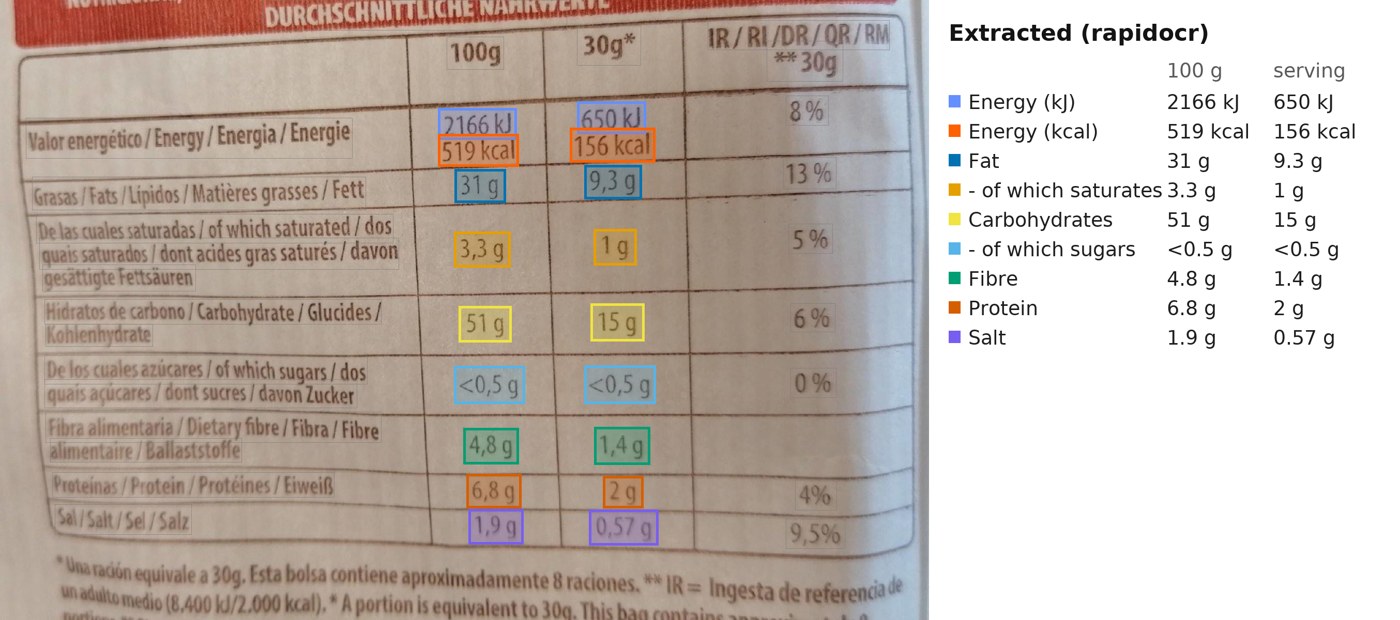 DURCHSCHNITTLICHE NÄHRWERTE
100g 30g* IR / RI /DR / QR / RM
** 30g
Valor energético / Energy / Energia / Energie 2166 kJ 650 kJ 8 %
519 kcal 156 kcal
Grasas / Fats / Lípidos / Matières grasses / Fett 31 g 9,3 g 13 %
De las cuales saturadas / of which saturated / dos
quais saturados / dont acides gras saturés / davon 3,3 g 1 g 5 %
gesättigte Fettsäuren
Hidratos de carbono / Carbohydrate / Glucides /
Kohlenhydrate 51 g 15 g 6 %
De los cuales azúcares / of which sugars / dos
quais açúcares / dont sucres / davon Zucker <0,5 g <0,5 g 0 %
Fibra alimentaria / Dietary fibre / Fibra / Fibre
alimentaire / Ballaststoffe 4,8 g 1,4 g
Proteínas / Protein / Protéines / Eiweiß 6,8 g 2 g 4%
Sal / Salt / Sel / Salz 1,9 g 0,57 g 9,5%
*Una ración equivale a 30g. Esta bolsa contiene aproximadamente 8 raciones. ** IR = Ingesta de referencia de
un adulto medio (8.400 kJ/2.000 kcal). * A portion is equivalent to 30g. This bag contains
Extracted (rapidocr)
100 g serving
Energy (kJ) 2166 kJ 650 kJ
Energy (kcal) 519 kcal 156 kcal
Fat 31 g 9.3 g
- of which saturates 3.3 g 1 g
Carbohydrates 51 g 15 g
- of which sugars <0.5 g <0.5 g
Fibre 4.8 g 1.4 g
Protein 6.8 g 2 g
Salt 1.9 g 0.57 g